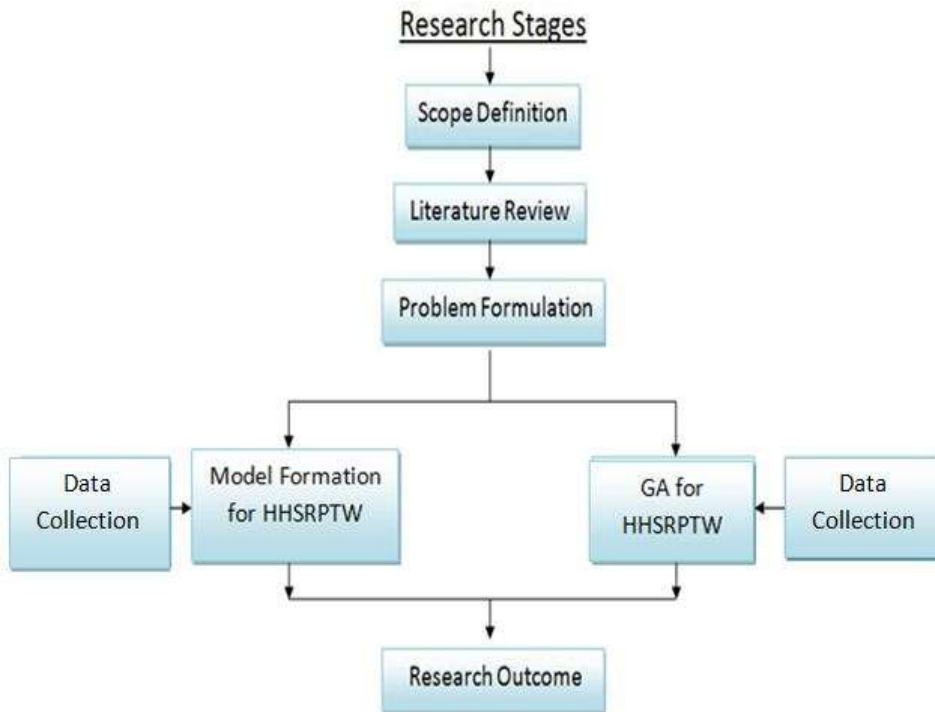 Research Stages
Scope Definition
Literature Review
Problem Formulation
Data
Collection
Model Formation
for HHSRPTW
GA for
HHSRPTW
Data
Collection
Research Outcome